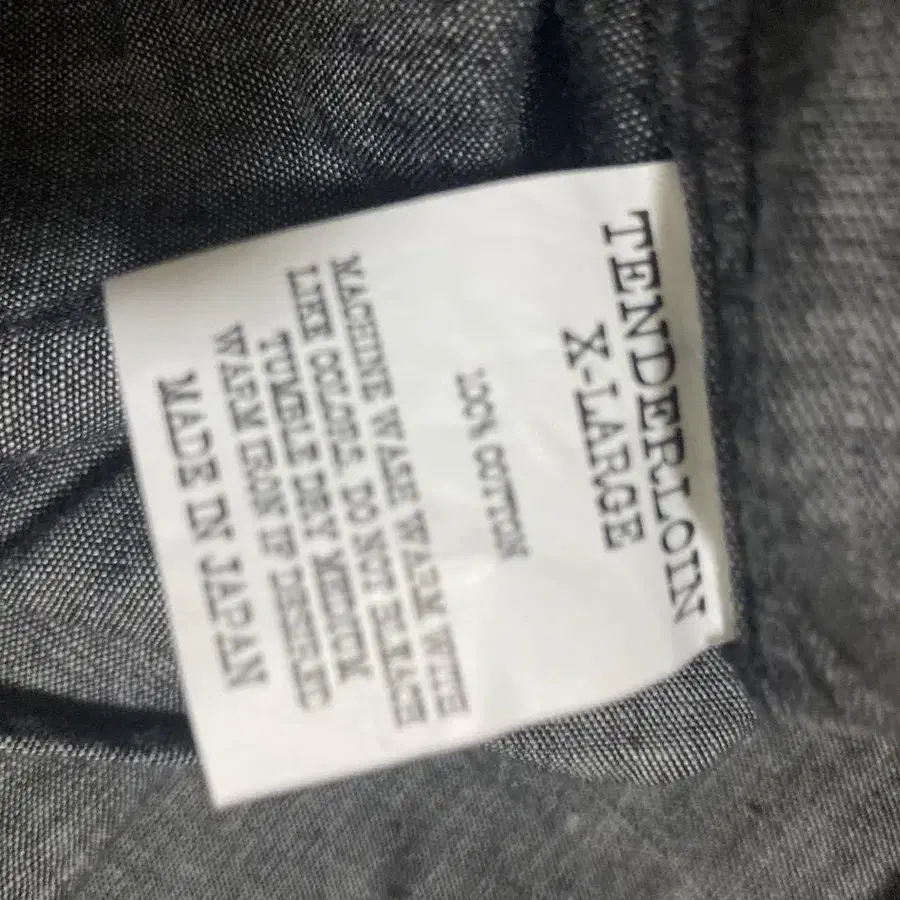 TENDERLOIN
X-LARGE
100% COTTON
MACHINE WASH WARM WITH
LIKE COLORS. DO NOT BLEACH
TUMBLE DRY MEDIUM
WARM IRON IF DESIRED
MADE IN JAPAN